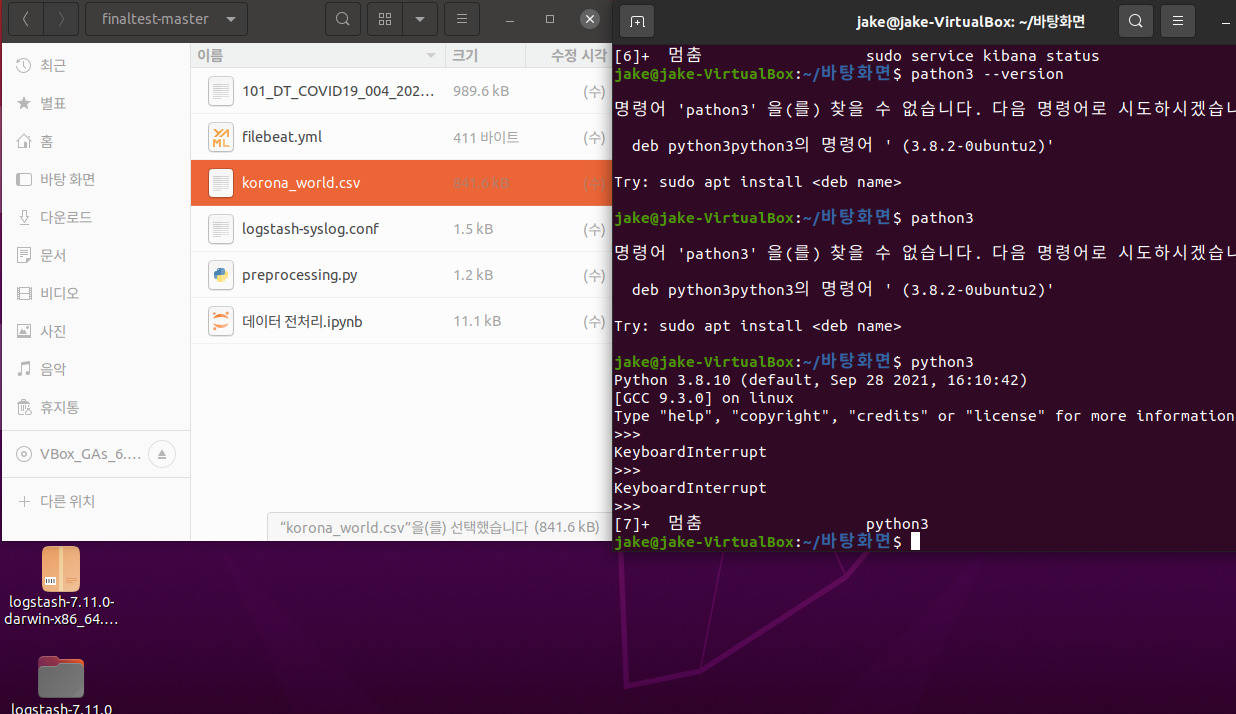 finaltest-master
이름 크기 수정 시각
최근
별표
홈
바탕 화면
다운로드
문서
비디오
사진
음악
휴지통
VBox_GAs_6.…
다른 위치
101_DT_COVID19_004_202… 989.6 kB (수)
filebeat.yml 411 바이트 (수)
korona_world.csv 841.6 kB (수)
logstash-syslog.conf 1.5 kB (수)
preprocessing.py 1.2 kB (수)
데이터 전처리.ipynb 11.1 kB (수)
“korona_world.csv”을(를) 선택했습니다 (841.6 kB)
logstash-7.11.0-
darwin-x86_64.…
logstash-7.11.0
jake@jake-VirtualBox: ~/바탕화면
[6]+ 멈춤 sudo service kibana status
jake@jake-VirtualBox:~/바탕화면$ pathon3 --version
명령어 'pathon3' 을(를) 찾을 수 없습니다. 다음 명령어로 시도하시겠습니
deb python3python3의 명령어 ' (3.8.2-0ubuntu2)'
Try: sudo apt install <deb name>
jake@jake-VirtualBox:~/바탕화면$ pathon3
명령어 'pathon3' 을(를) 찾을 수 없습니다. 다음 명령어로 시도하시겠습니
deb python3python3의 명령어 ' (3.8.2-0ubuntu2)'
Try: sudo apt install <deb name>
jake@jake-VirtualBox:~/바탕화면$ python3
Python 3.8.10 (default, Sep 28 2021, 16:10:42)
[GCC 9.3.0] on linux
Type "help", "copyright", "credits" or "license" for more information
>>>
KeyboardInterrupt
>>>
KeyboardInterrupt
>>>
[7]+ 멈춤 python3
jake@jake-VirtualBox:~/바탕화면$